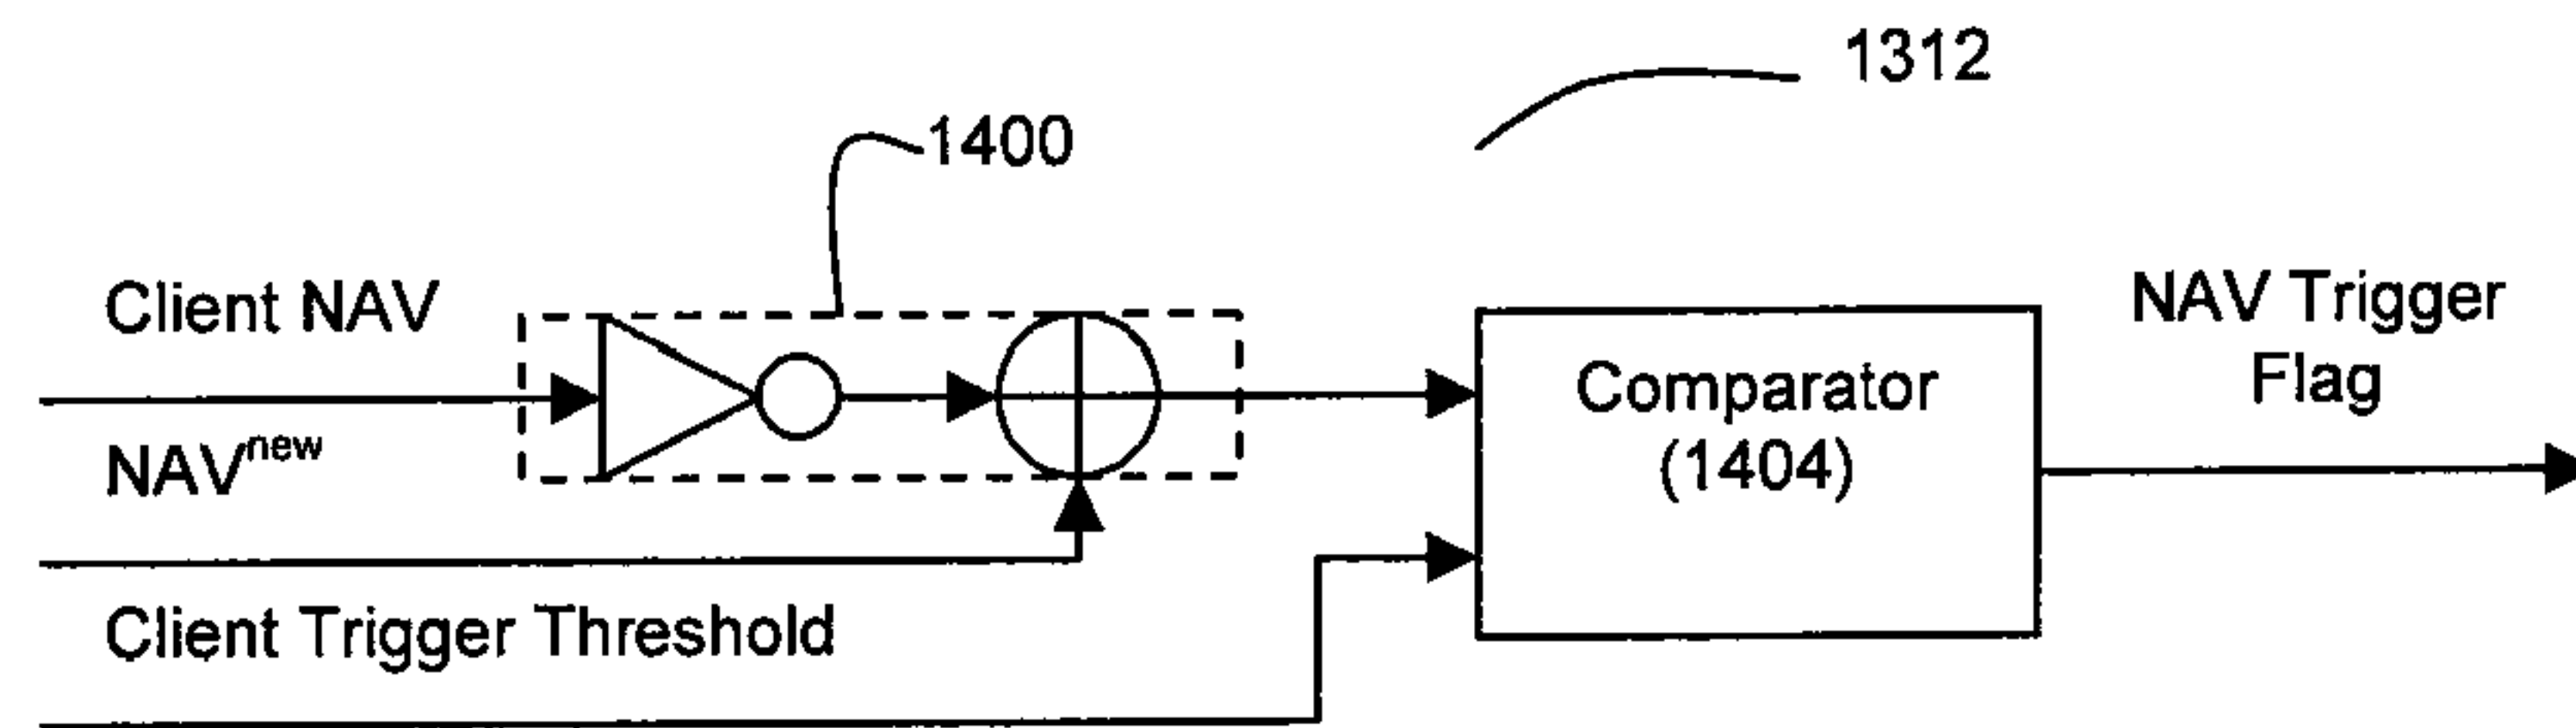 1312
1400
Client NAV
NAV^new
Client Trigger Threshold
Comparator
(1404)
NAV Trigger
Flag